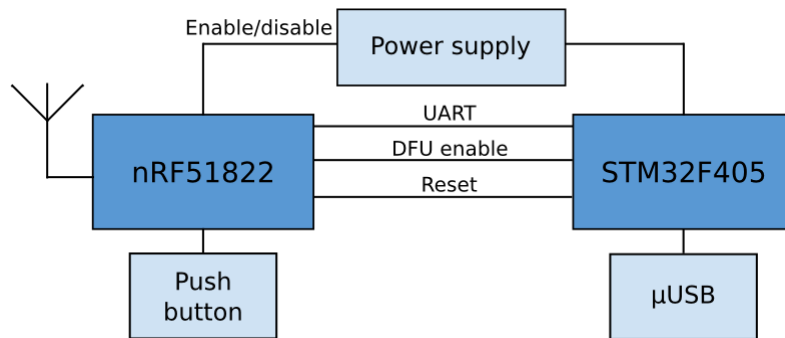 Enable/disable
Power supply
UART
DFU enable
Reset
nRF51822
STM32F405
Push
button
µUSB